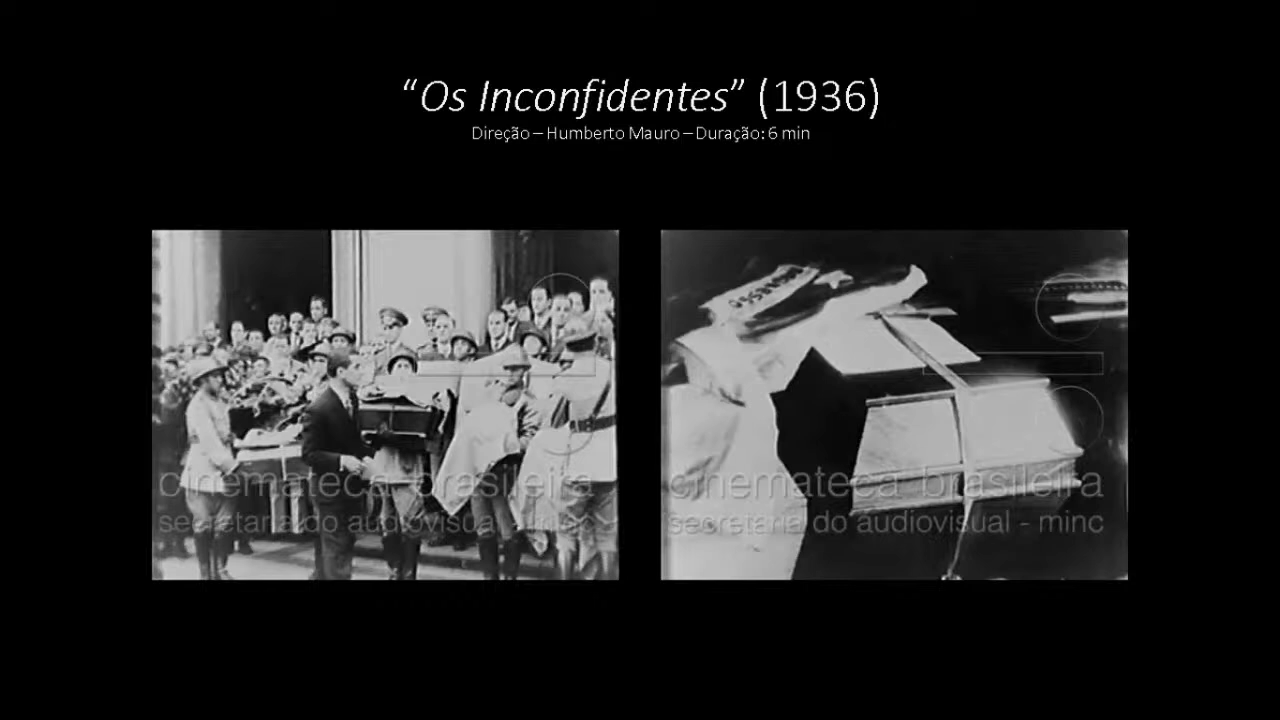 “Os Inconfidentes” (1936)
Direção – Humberto Mauro – Duração: 6 min
cinemateca brasileira
secretaria do audiovisual - minc
cinemateca brasileira
secretaria do audiovisual - minc